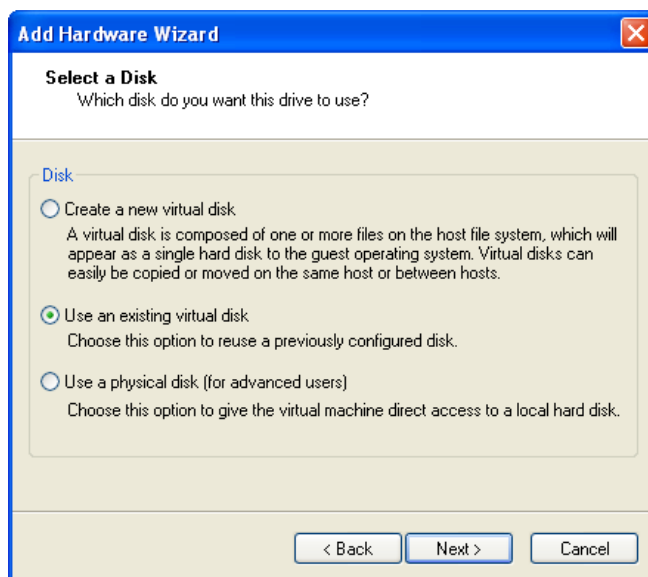 Add Hardware Wizard
Select a Disk
Which disk do you want this drive to use?
Disk
Create a new virtual disk
A virtual disk is composed of one or more files on the host file system, which will
appear as a single hard disk to the guest operating system. Virtual disks can
easily be copied or moved on the same host or between hosts.
Use an existing virtual disk
Choose this option to reuse a previously configured disk.
Use a physical disk (for advanced users)
Choose this option to give the virtual machine direct access to a local hard disk.
< Back
Next >
Cancel